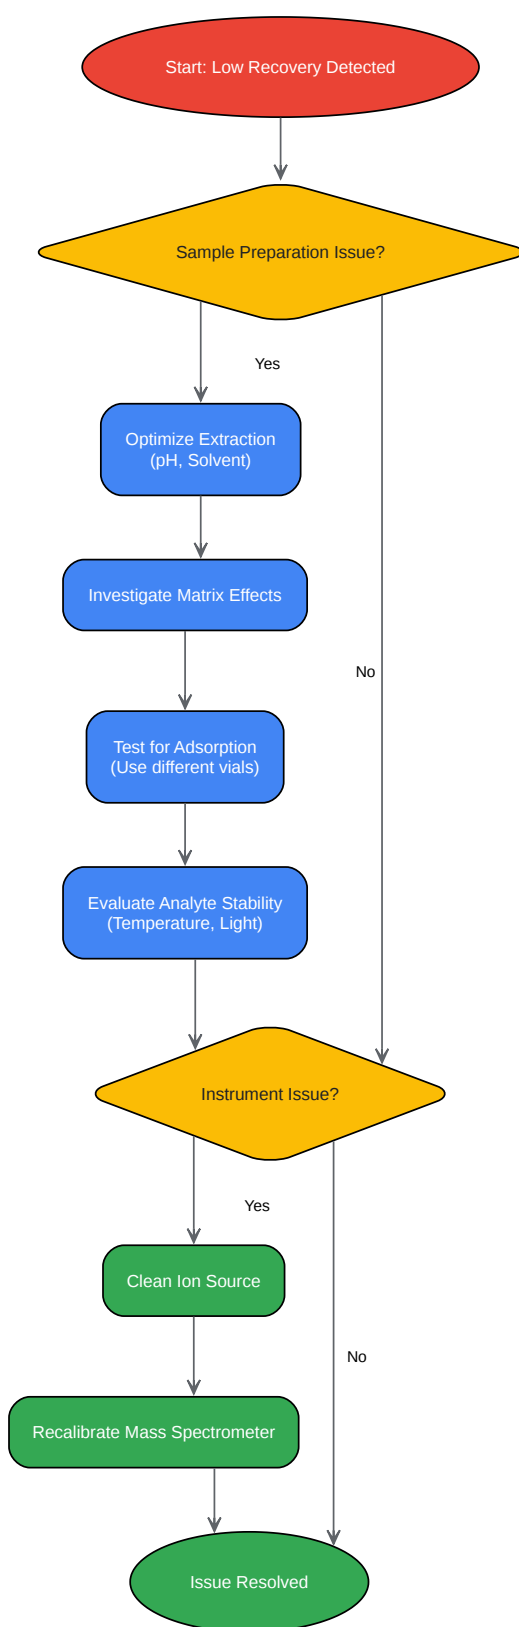 Start: Low Recovery Detected
Sample Preparation Issue?
Yes
Optimize Extraction
(pH, Solvent)
Investigate Matrix Effects
No
Test for Adsorption
(Use different vials)
Evaluate Analyte Stability
(Temperature, Light)
Instrument Issue?
Yes
Clean Ion Source
No
Recalibrate Mass Spectrometer
Issue Resolved